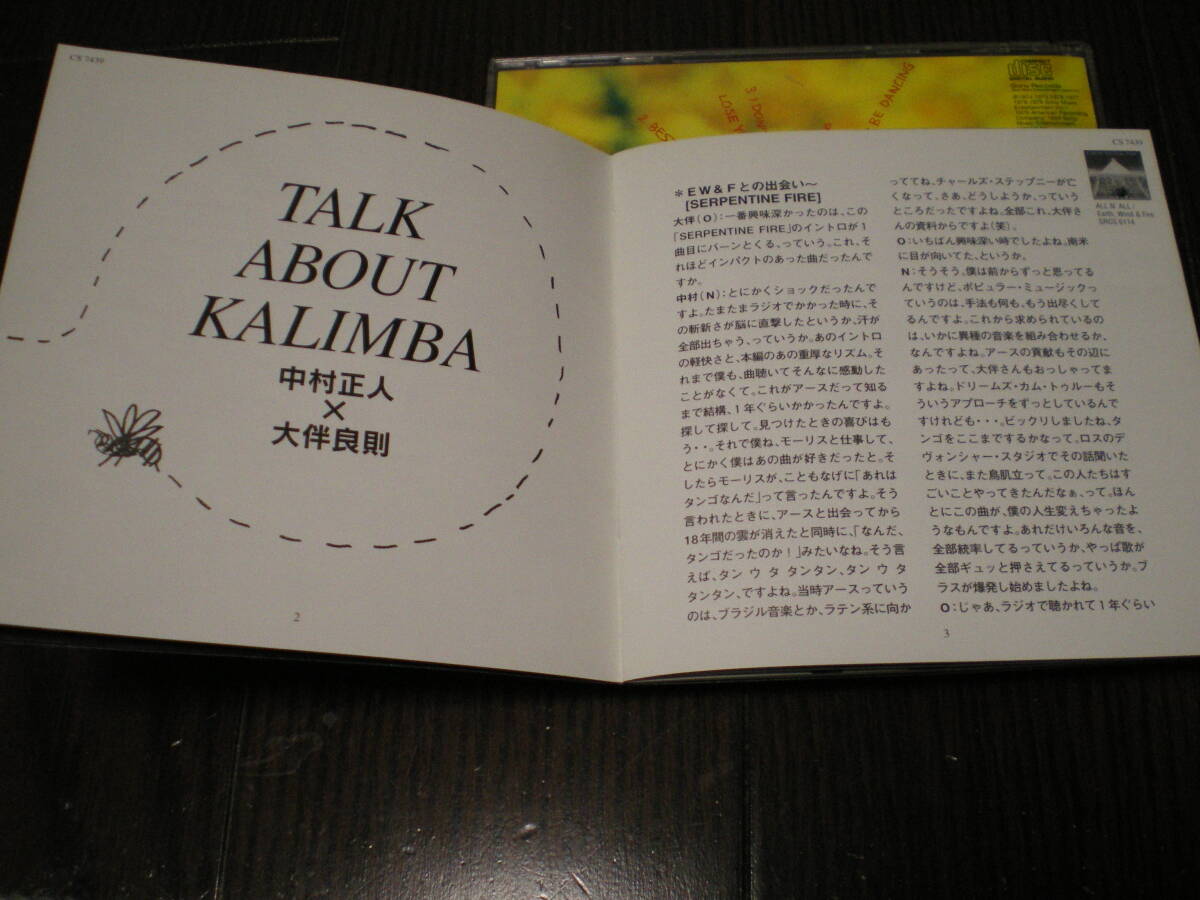 CS 7439
TALK
ABOUT
KALIMBA
中村正人
×
大伴良則
2
DISC
DIGITAL AUDIO
BE DANCING
3. I DON'
LOSE Y
2. BES
CS 7439
ALL N' ALL /
Earth, Wind & Fire
SRCS 6114
*EW&Fとの出会い〜
[SERPENTINE FIRE]
大伴(O):一番興味深かったのは、この
「SERPENTINE FIRE」のイントロが1
曲目にバーンとくる、っていう。これ、そ
れほどインパクトのあった曲だったんで
すか。
中村(N):とにかくショックだったんで
すよ。たまたまラジオでかかった時に、そ
の斬新さが脳に直撃したというか、汗が
全部出ちゃう、っていうか。あのイントロ
の軽快さと、本編のあの重厚なリズム。そ
れまで僕も、曲聴いてそんなに感動した
ことがなくて。これがアースだって知る
まで結構、1年ぐらいかかったんですよ。
探して探して。見つけたときの喜びはも
う・・。それで僕ね、モーリスと仕事して、
とにかく僕はあの曲が好きだったと。そ
したらモーリスが、こともなげに「あれは
タンゴなんだ」って言ったんですよ。そう
言われたときに、アースと出会ってから
18年間の雲が消えたと同時に、「なんだ、
タンゴだったのか!」みたいなね。そう言
えば、タン ウ タ タンタン、タン ウ タ
タンタン、ですよね。当時アースっていう
のは、ブラジル音楽とか、ラテン系に向か
っててね、チャールズ・ステップニーが亡
くなって、さあ、どうしようか、っていう
ところだったですよね。全部これ、大伴さ
んの資料からですよ(笑)。
O:いちばん興味深い時でしたよね。南米
に目が向いてた、というか。
N:そうそう。僕は前からずっと思ってる
んですけど、ポピュラー・ミュージックっ
ていうのは、手法も何も、もう出尽くして
るんですよ。これから求められているの
は、いかに異種の音楽を組み合わせるか、
なんですよね。アースの貢献もその辺に
あったって、大伴さんもおっしゃってま
すよね。ドリームズ・カム・トゥルーもそ
ういうアプローチをずっとしているんで
すけれども・・・。ビックリしましたね、タ
ンゴをここまでするかなって。ロスのデ
ヴォンシャー・スタジオでその話聞いた
ときに、また鳥肌立って。この人たちはす
ごいことやってきたんだなぁ、って。ほん
とにこの曲が、僕の人生変えちゃったよ
うなもんですよ。あれだけいろんな音を、
全部統率してるっていうか、やっぱ歌が
全部ギュッと押さえてるっていうか。ブ
ラスが爆発し始めましたよね。
O:じゃあ、ラジオで聴かれて1年ぐらい
3